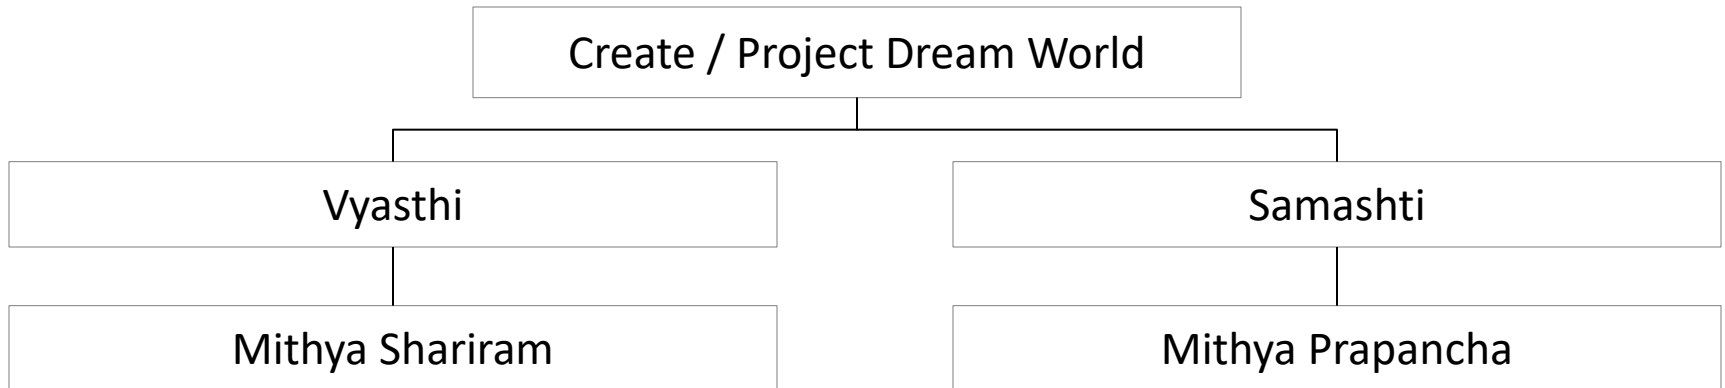 Create / Project Dream World
Vyasthi
Samashti
Mithya Shariram
Mithya Prapancha